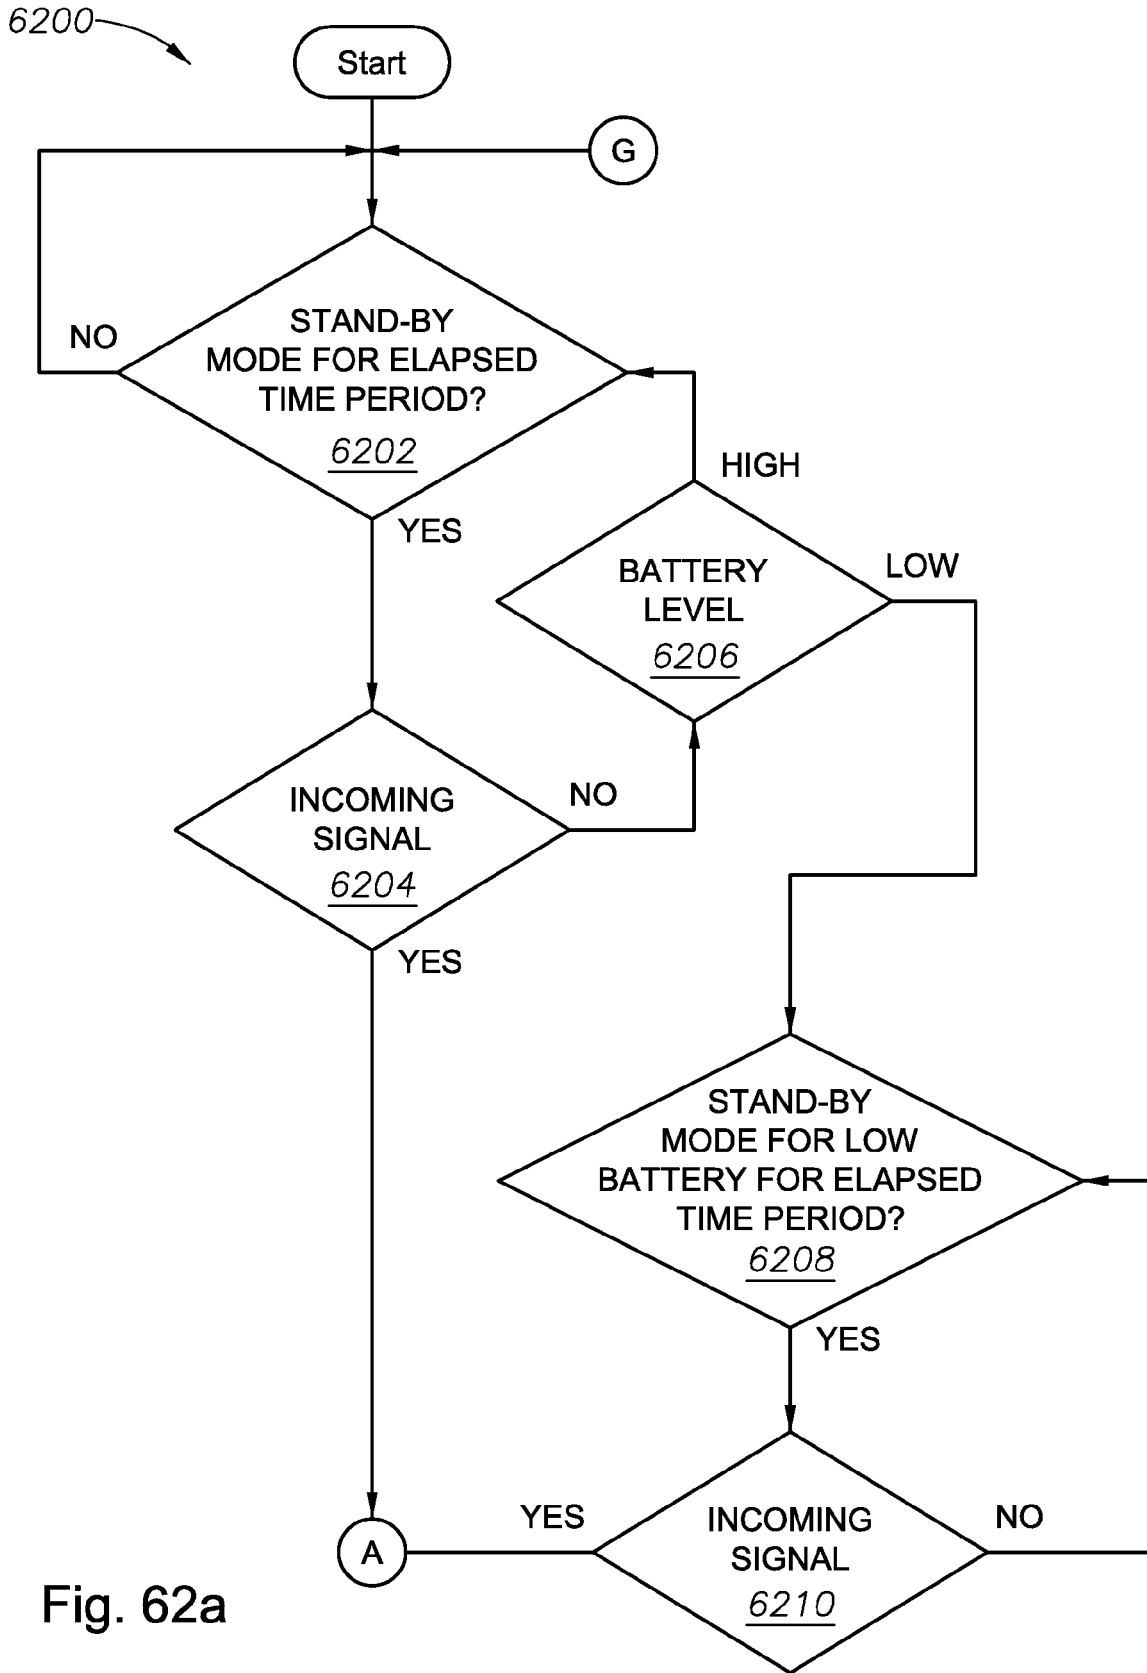 6200
Start
G
STAND-BY
MODE FOR ELAPSED
TIME PERIOD?
6202
NO
YES
HIGH
BATTERY
LEVEL
6206
LOW
INCOMING
SIGNAL
6204
NO
YES
STAND-BY
MODE FOR LOW
BATTERY FOR ELAPSED
TIME PERIOD?
6208
YES
INCOMING
SIGNAL
6210
YES
NO
A
Fig. 62a